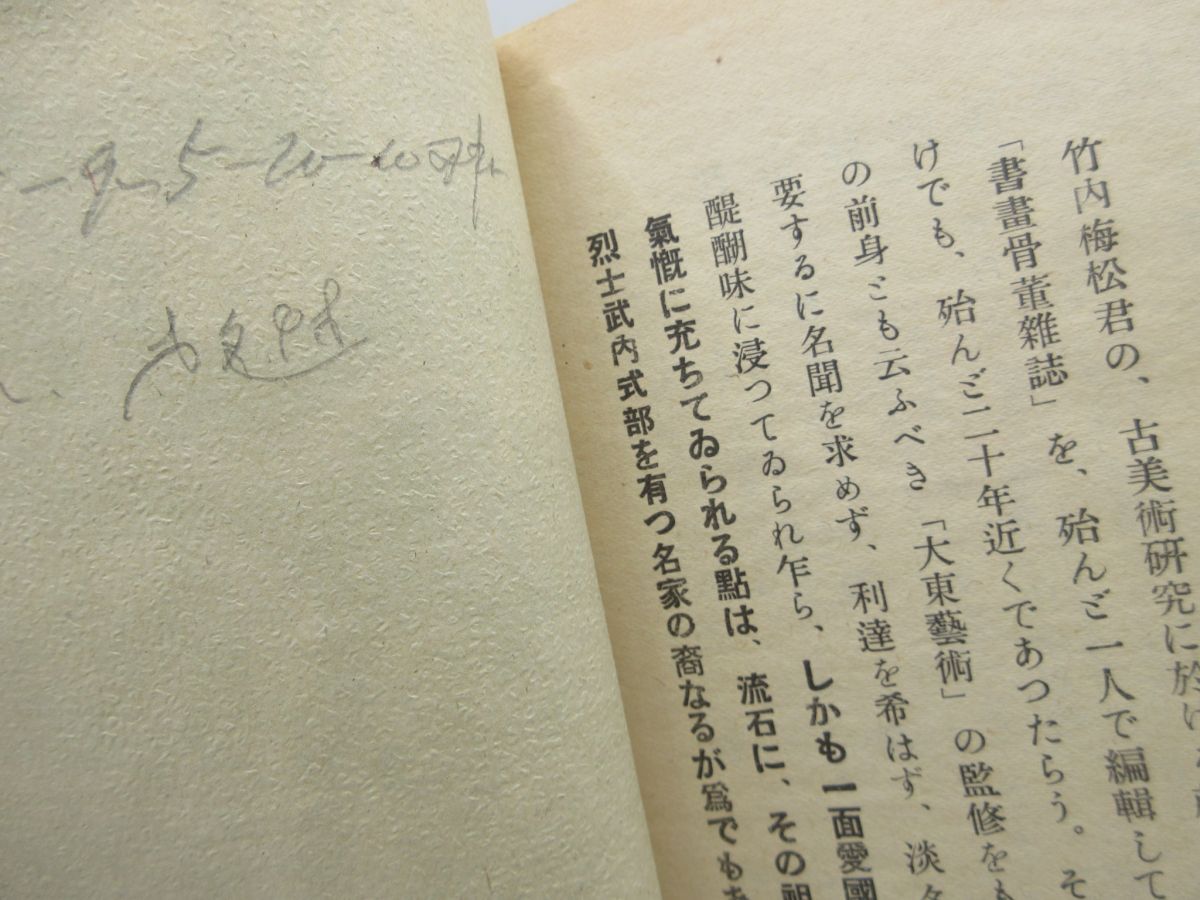 竹内梅松君の、古美術研究に於け
「書畫骨董雜誌」を、殆んど一人で編輯して
けでも、殆んど二十年近くであつたらう。そ
の前身とも云ふべき「大東藝術」の監修をも
要するに名聞を求めず、利達を希はず、淡々
醍醐味に浸つてゐられ乍ら、しかも一面愛國
氣慨に充ちてゐられる點は、流石に、その祖
烈士武内式部を有つ名家の裔なるが爲でもあ
5-20-10